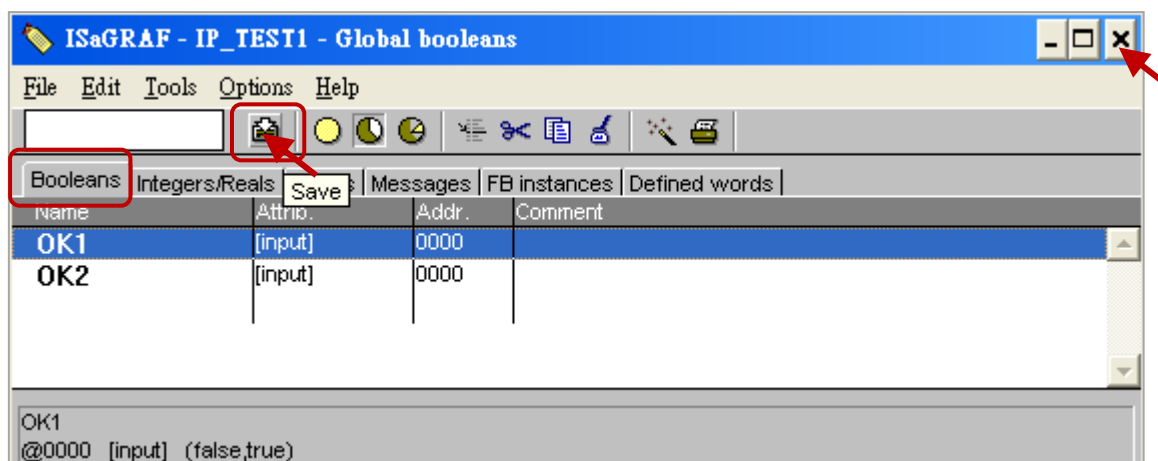 ISaGRAF - IP_TEST1 - Global booleans
File Edit Tools Options Help
Booleans Integers/Reals Messages FB instances Defined words
Save
Name Attrib. Addr. Comment
OK1 [input] 0000
OK2 [input] 0000
OK1
@0000 [input] (false,true)